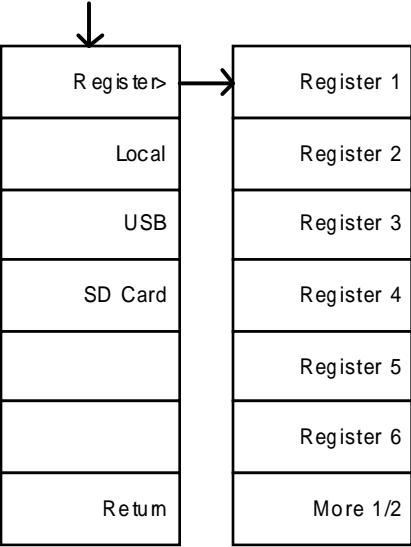 Register>
Local
USB
SD Card
Return
Register 1
Register 2
Register 3
Register 4
Register 5
Register 6
More 1/2